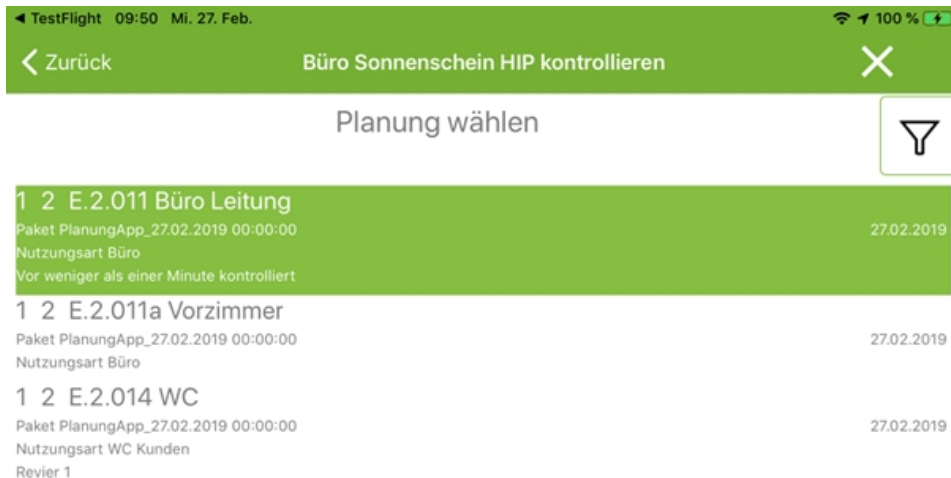 TestFlight 09:50 Mi. 27. Feb. 100 %
Zurück Büro Sonnenschein HIP kontrollieren
Planung wählen
1 2 E.2.011 Büro Leitung
Paket PlanungApp_27.02.2019 00:00:00 27.02.2019
Nutzungsart Büro
Vor weniger als einer Minute kontrolliert
1 2 E.2.011a Vorzimmer
Paket PlanungApp_27.02.2019 00:00:00 27.02.2019
Nutzungsart Büro
1 2 E.2.014 WC
Paket PlanungApp_27.02.2019 00:00:00 27.02.2019
Nutzungsart WC Kunden
Revier 1